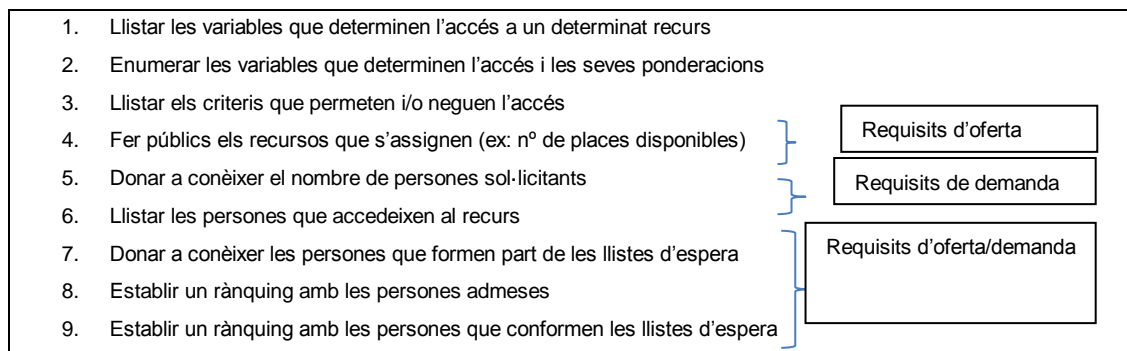 1. Llistar les variables que determinen l’accés a un determinat recurs
2. Enumerar les variables que determinen l’accés i les seves ponderacions
3. Llistar els criteris que permeten i/o neguen l’accés
4. Fer públics els recursos que s’assignen (ex: nº de places disponibles)
Requisits d’oferta
5. Donar a conèixer el nombre de persones sol·licitants
Requisits de demanda
6. Llistar les persones que accedeixen al recurs
7. Donar a conèixer les persones que formen part de les llistes d’espera
Requisits d’oferta/demanda
8. Establir un rànquing amb les persones admeses
9. Establir un rànquing amb les persones que conformen les llistes d’espera